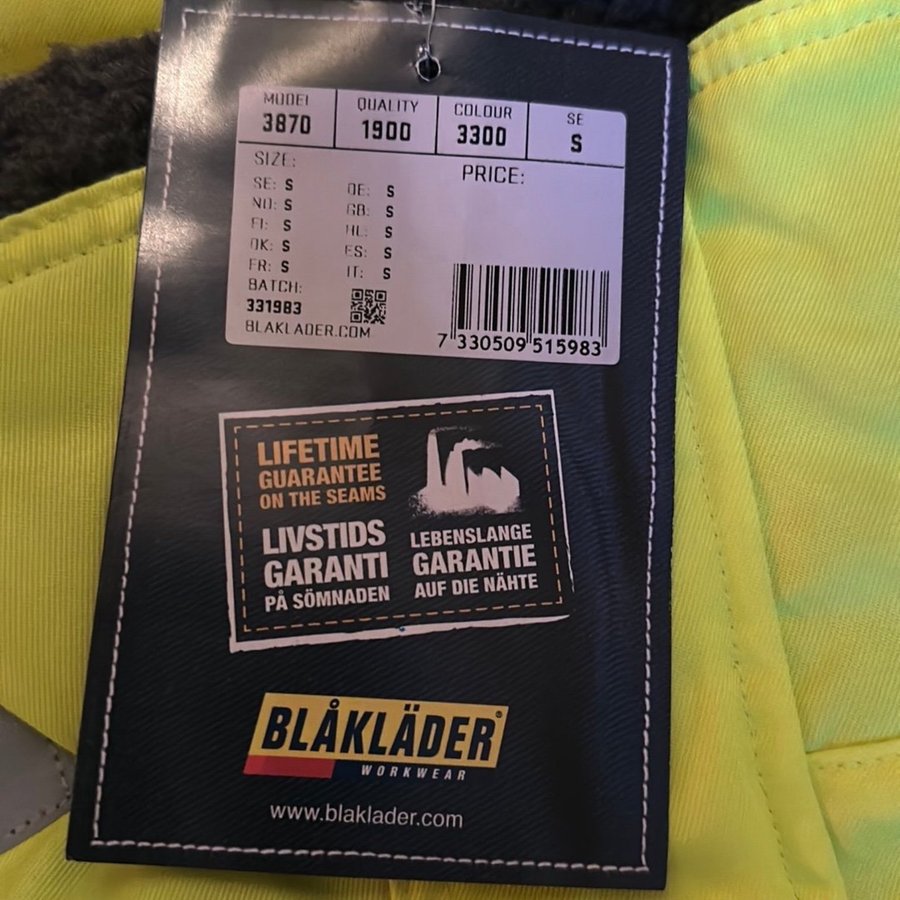 MODEL QUALITY COLOUR SE
3870 1900 3300 S
SIZE: PRICE:
SE: S DE: S
NO: S GB: S
FI: S NL: S
DK: S ES: S
FR: S IT: S
BATCH:
331983
BLAKLADER.COM
7 330509 515983
LIFETIME
GUARANTEE
ON THE SEAMS
LIVSTIDS
GARANTI
PÅ SÖMNADEN
LEBENSLANGE
GARANTIE
AUF DIE NÄHTE
BLÅKLÄDER®
WORKWEAR
www.blaklader.com